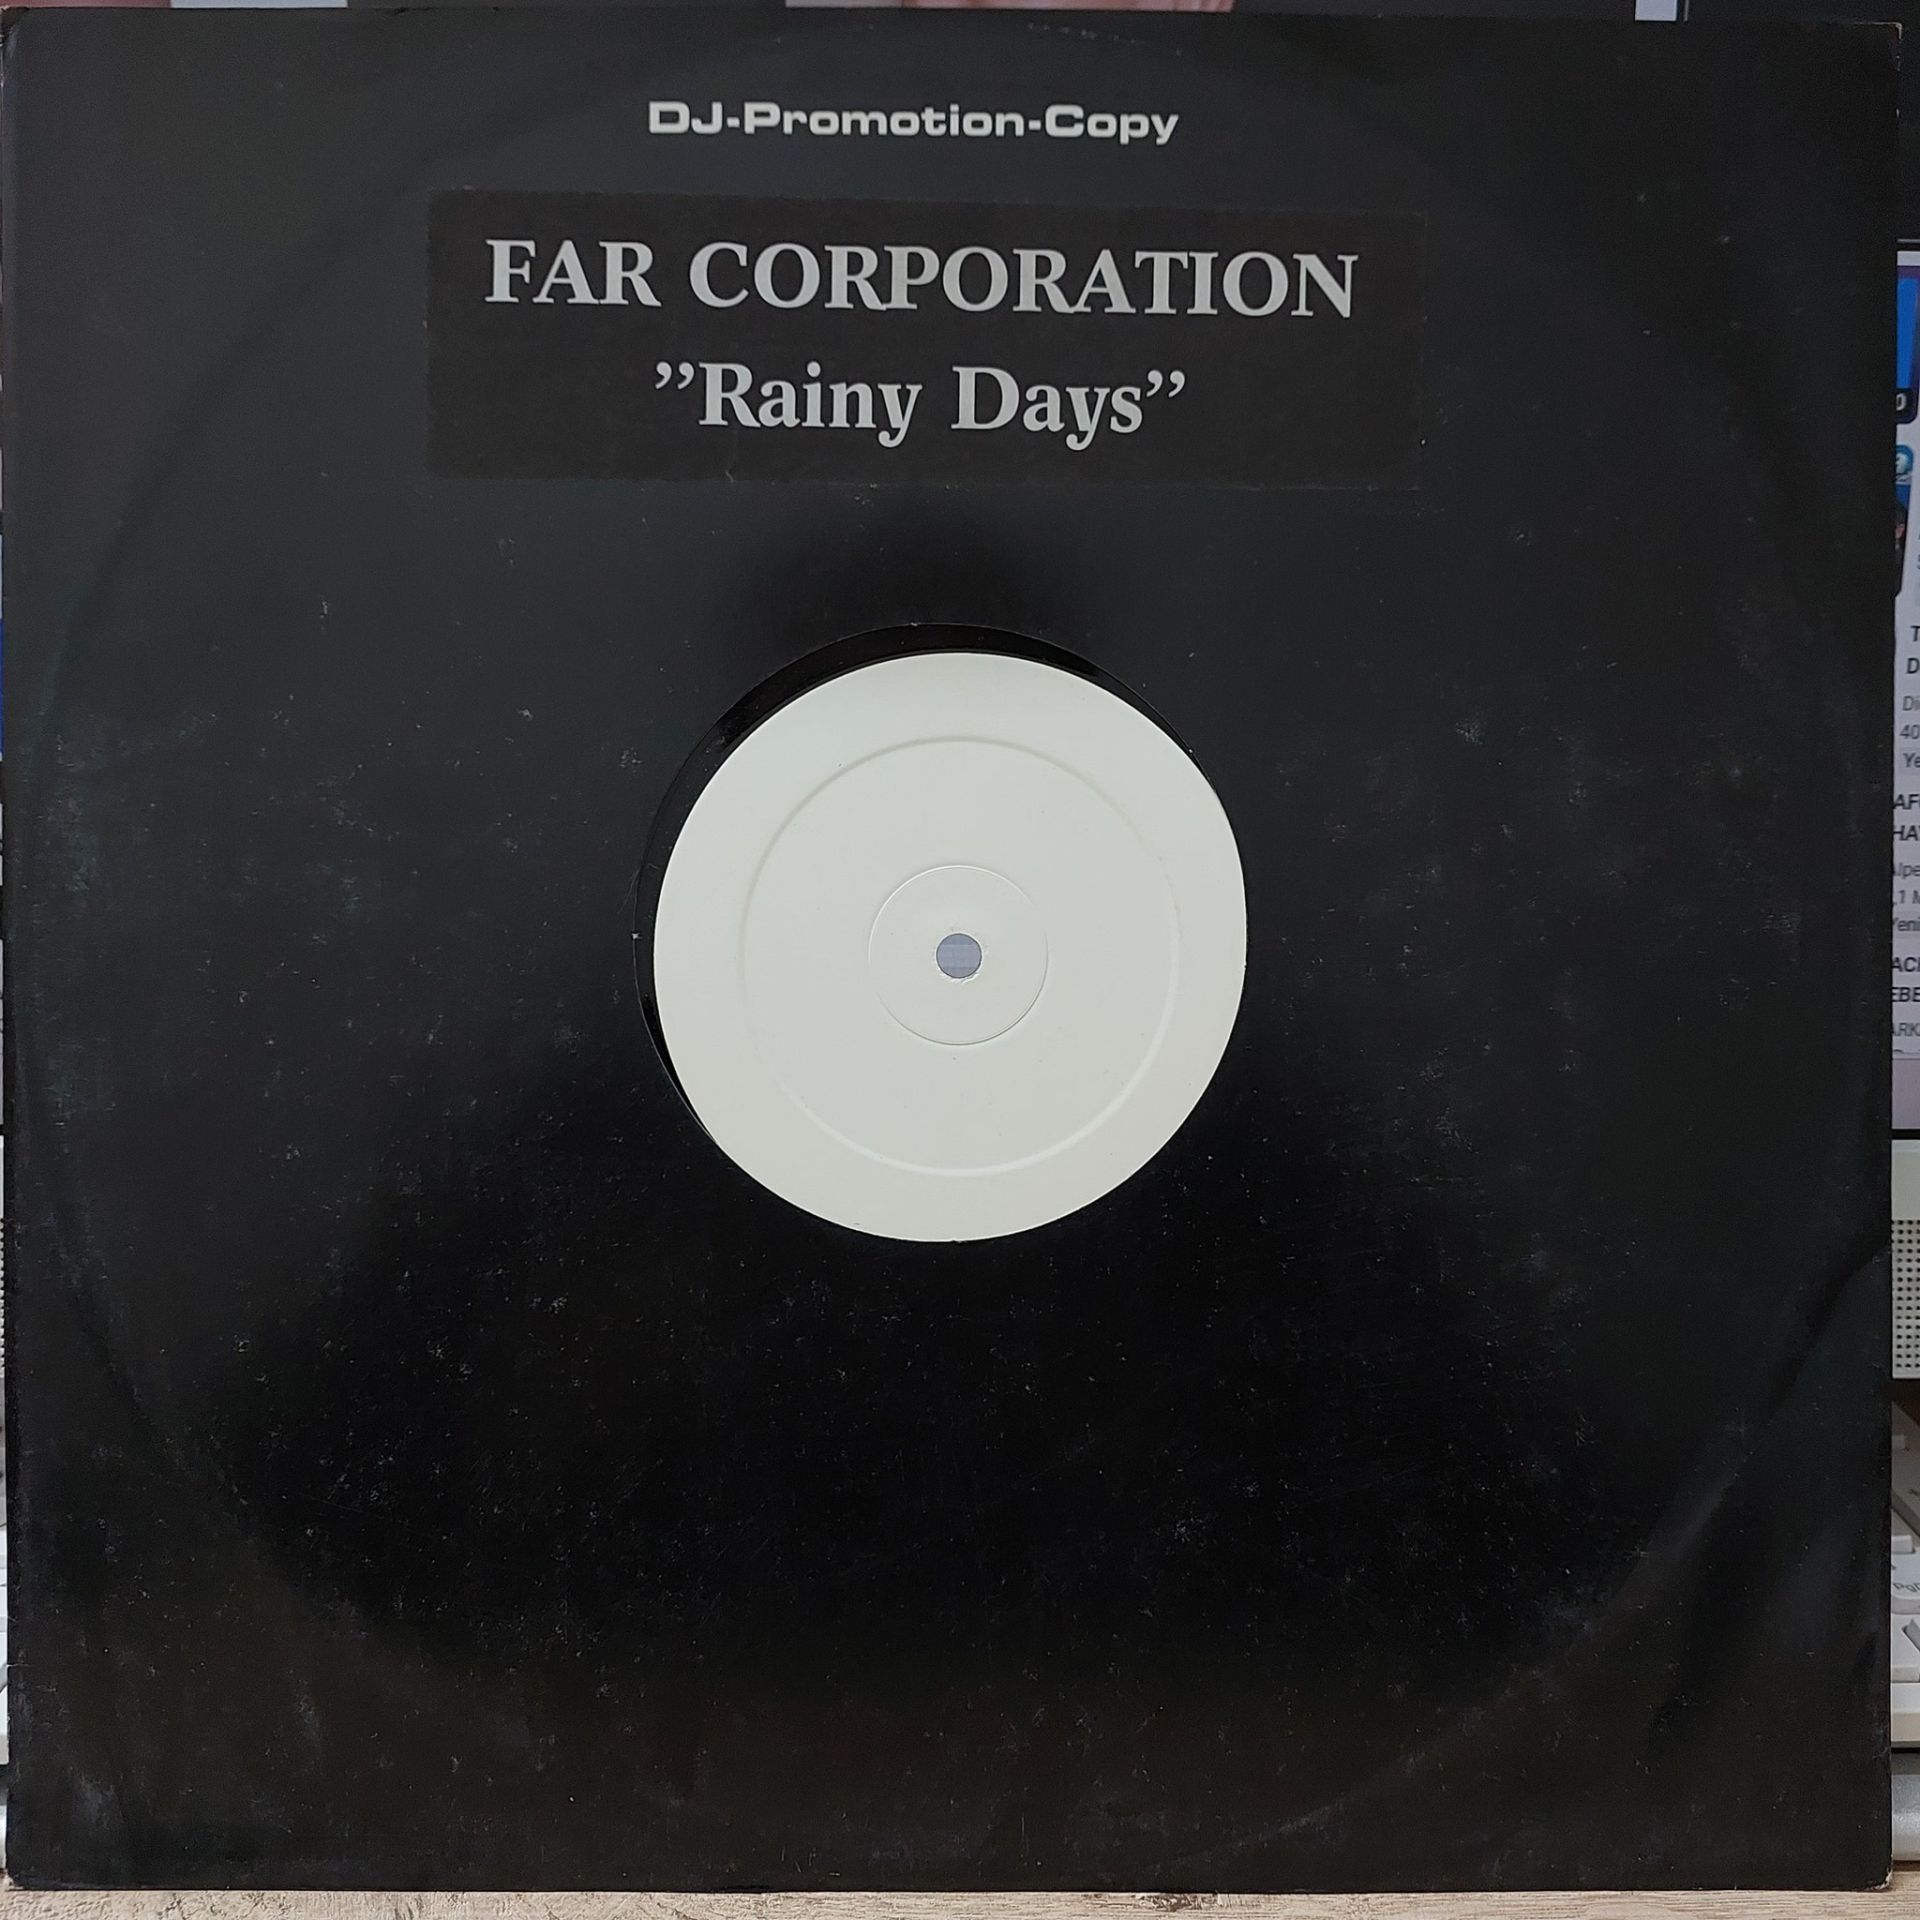 DJ-Promotion-Copy
FAR CORPORATION
”Rainy Days”